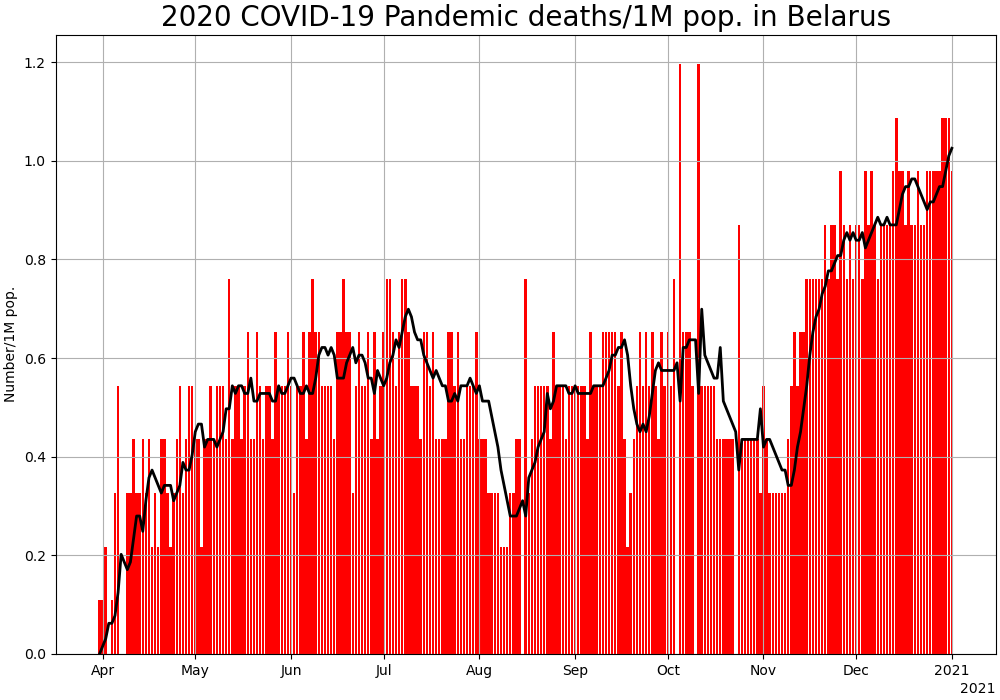 2020 COVID-19 Pandemic deaths/1M pop. in Belarus
Number/1M pop.
1.2
1.0
0.8
0.6
0.4
0.2
0.0
Apr May Jun Jul Aug Sep Oct Nov Dec 2021
2021